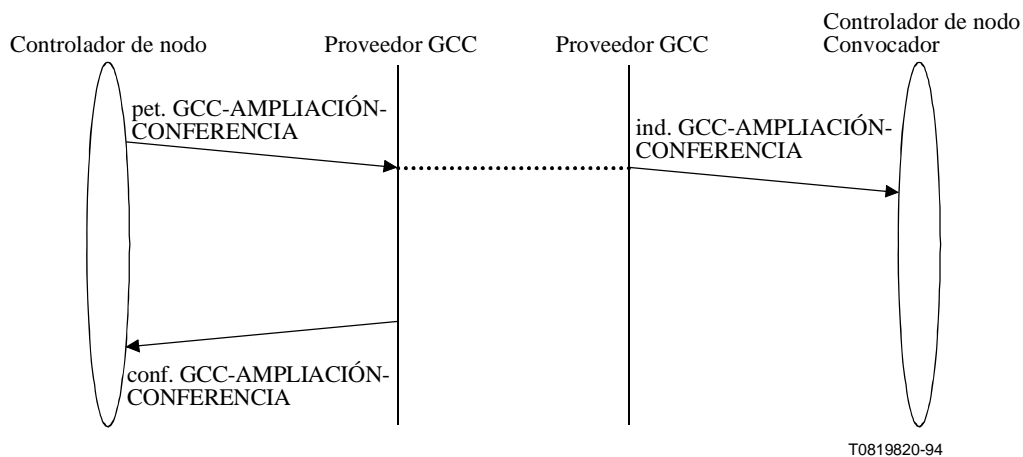 Controlador de nodo
Proveedor GCC
Proveedor GCC
Controlador de nodo
Convocador
pet. GCC-AMPLIACIÓN-
CONFERENCIA
ind. GCC-AMPLIACIÓN-
CONFERENCIA
conf. GCC-AMPLIACIÓN-
CONFERENCIA
T0819820-94